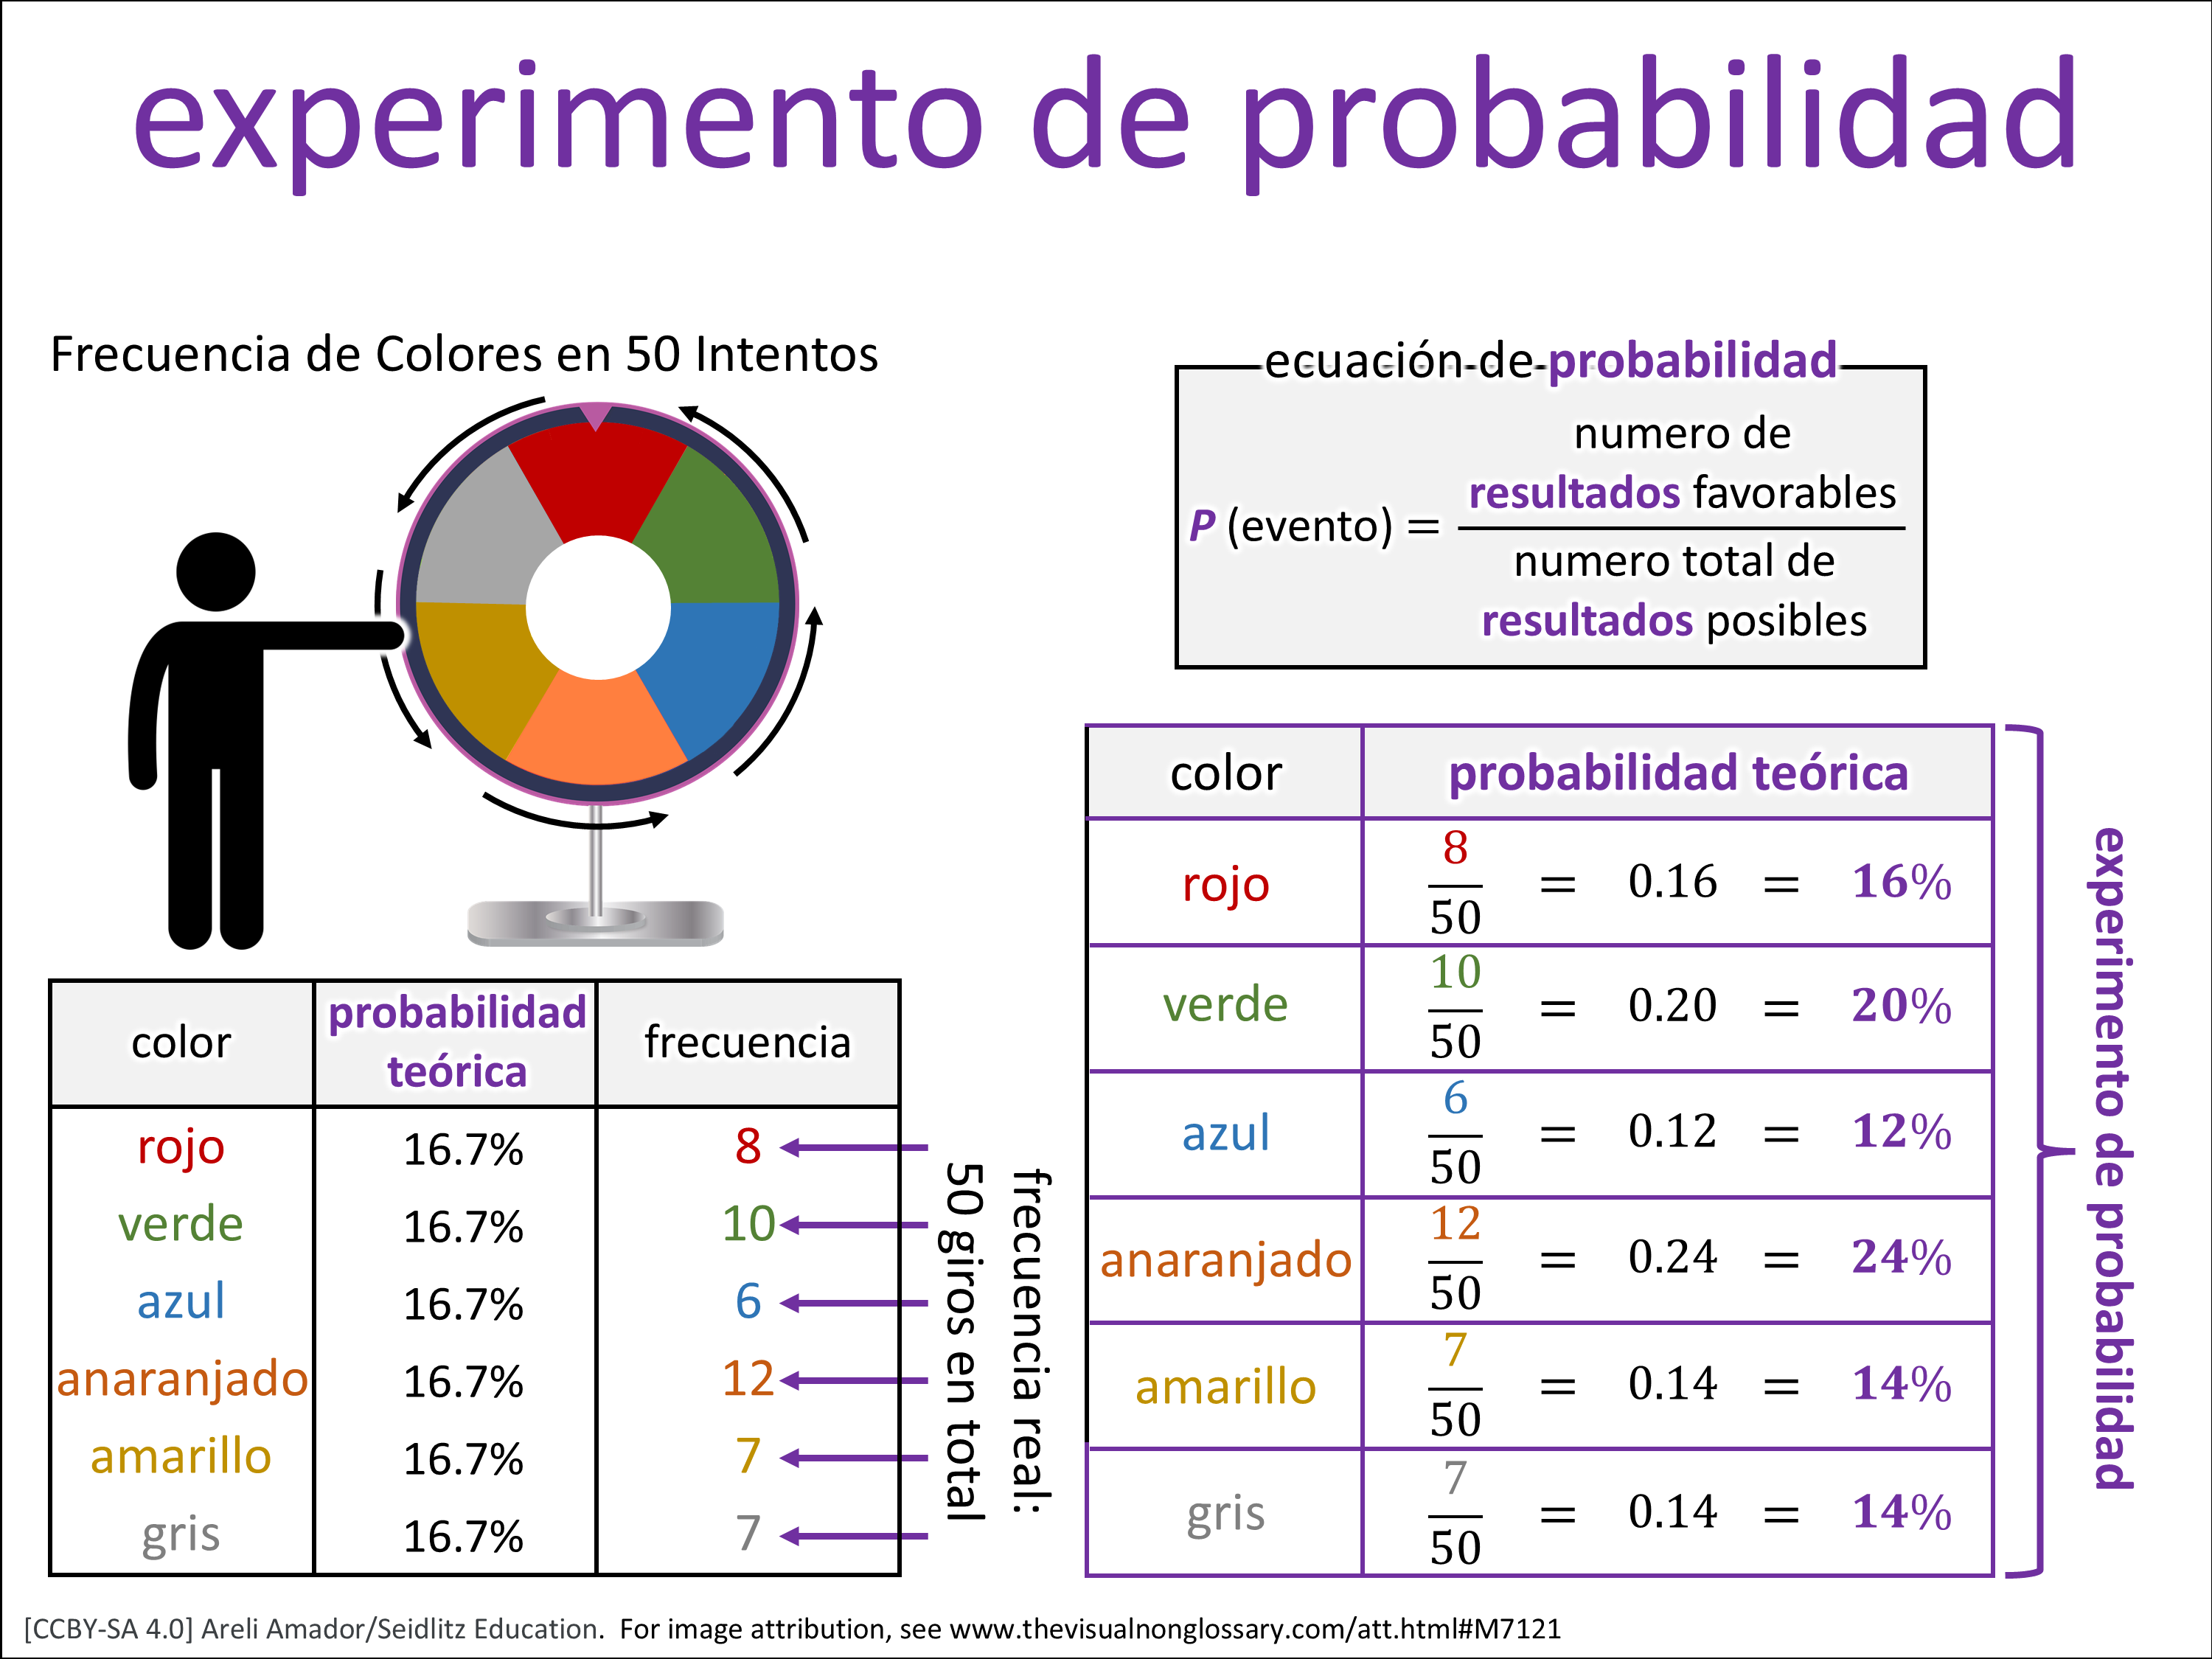 experimento de probabilidad
Frecuencia de Colores en 50 Intentos
ecuación de probabilidad
numero de
resultados favorables
P (evento) =
numero total de
resultados posibles
color probabilidad teórica frecuencia
rojo 16.7% 8
verde 16.7% 10
azul 16.7% 6
anaranjado 16.7% 12
amarillo 16.7% 7
gris 16.7% 7
frecuencia real:
50 giros en total
color probabilidad teórica
rojo 8/50 = 0.16 = 16%
verde 10/50 = 0.20 = 20%
azul 6/50 = 0.12 = 12%
anaranjado 12/50 = 0.24 = 24%
amarillo 7/50 = 0.14 = 14%
gris 7/50 = 0.14 = 14%
experimento de probabilidad
[CCBY-SA 4.0] Areli Amador/Seidlitz Education. For image attribution, see www.thevisualnonglossary.com/att.html#M7121